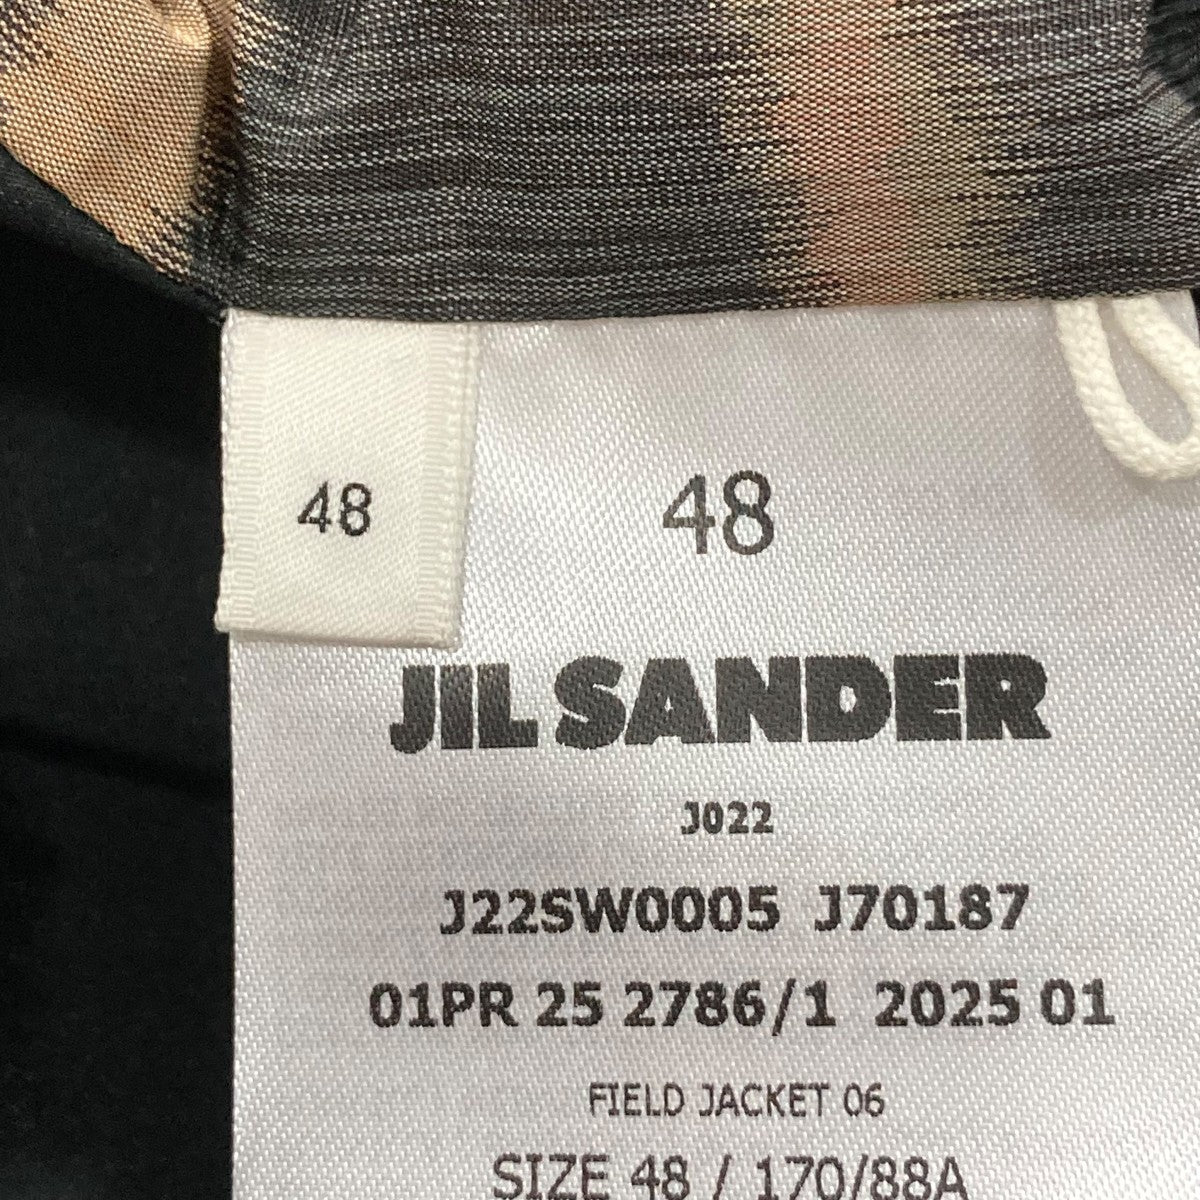 48
48
JIL SANDER
J022
J22SW0005 J70187
01PR 25 2786/1 2025 01
FIELD JACKET 06
SIZE 48 / 170/88A